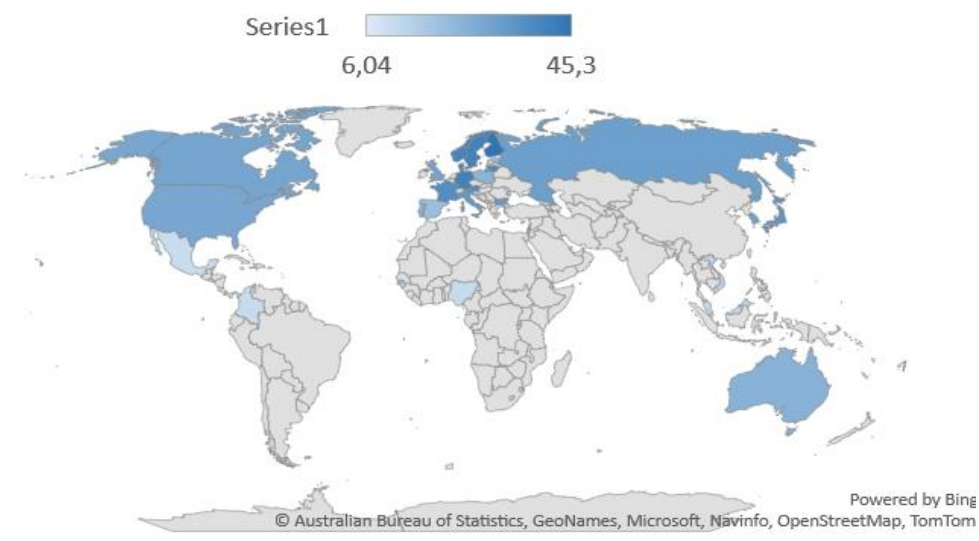 Series1
6,04 45,3
Powered by Bing
© Australian Bureau of Statistics, GeoNames, Microsoft, Navinfo, OpenStreetMap, TomTom